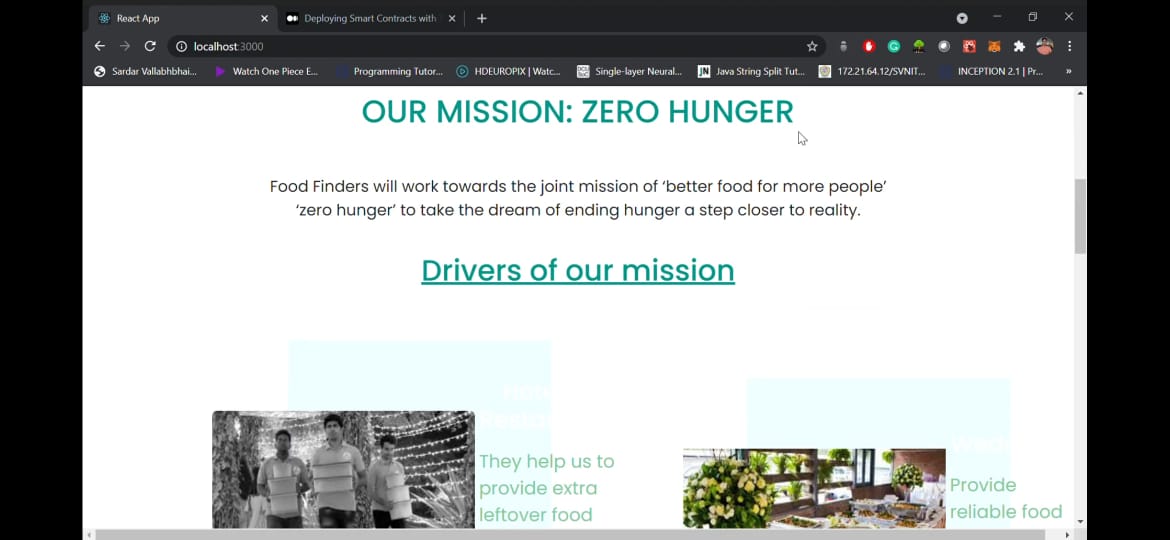 React App
Deploying Smart Contracts with
localhost:3000
Sardar Vallabhbhai...
Watch One Piece E...
Programming Tutor...
HDEUROPIX | Watc...
Single-layer Neural...
JN
Java String Split Tut...
172.21.64.12/SVNIT...
INCEPTION 2.1 | Pr...
»
OUR MISSION: ZERO HUNGER
Food Finders will work towards the joint mission of ‘better food for more people’
‘zero hunger’ to take the dream of ending hunger a step closer to reality.
Drivers of our mission
They help us to
provide extra
leftover food
Provide
reliable food